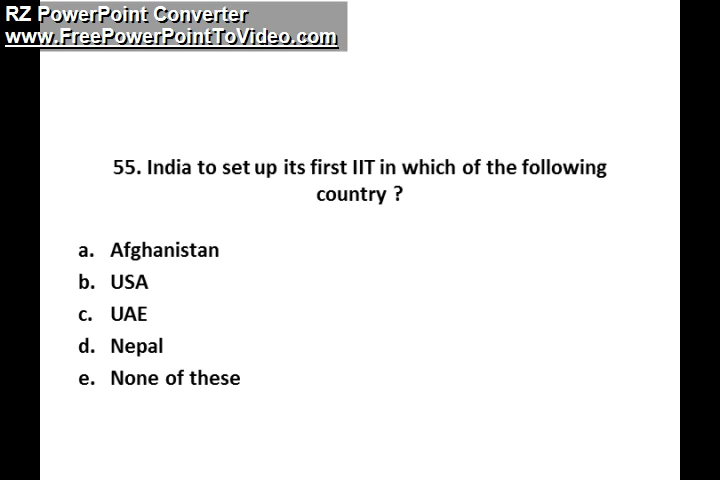 RZ PowerPoint Converter
www.FreePowerPointToVideo.com
55. India to set up its first IIT in which of the following
country ?
a. Afghanistan
b. USA
c. UAE
d. Nepal
e. None of these